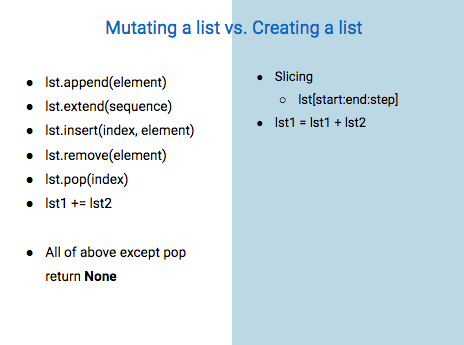 Mutating a list vs. Creating a list
● lst.append(element)
● lst.extend(sequence)
● lst.insert(index, element)
● lst.remove(element)
● lst.pop(index)
● lst1 += lst2
● All of above except pop
return None
● Slicing
○ lst[start:end:step]
● lst1 = lst1 + lst2